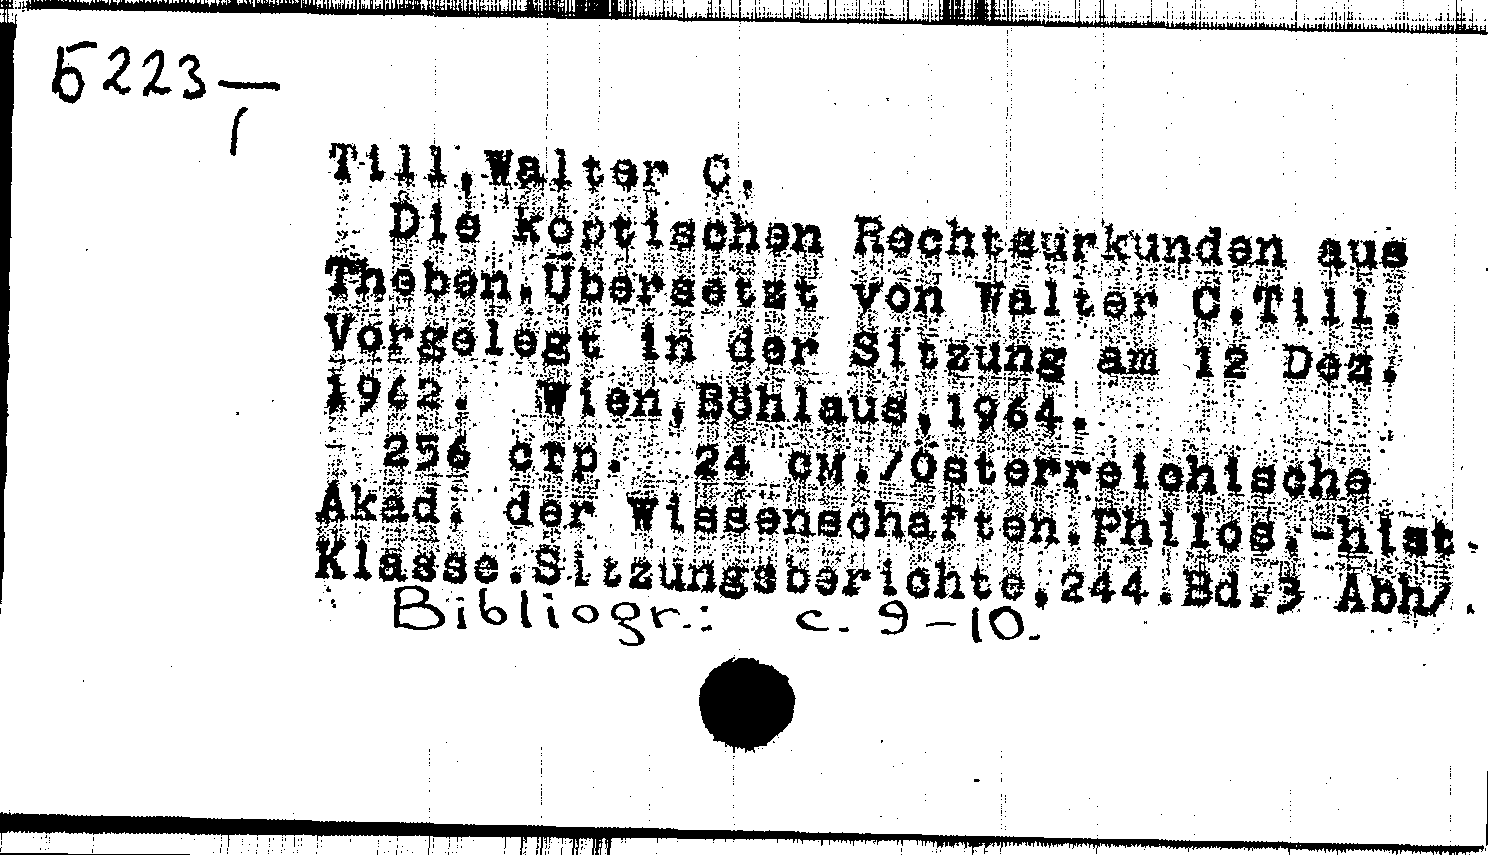 Б223—
1
Till,Walter C.
Die koptischen Rechtsurkunden aus
Theben.Übersetzt von Walter C.Till.
Vorgelegt in der Sitzung am 12 Dez.
1962. Wien,Böhlaus,1964.
256 стр. 24 см./Österreichische
Akad. der Wissenschaften.Philos.-hist.
Klasse.Sitzungsberichte,244.Bd.3 Abh/.
Bibliogr.: с. 9-10.